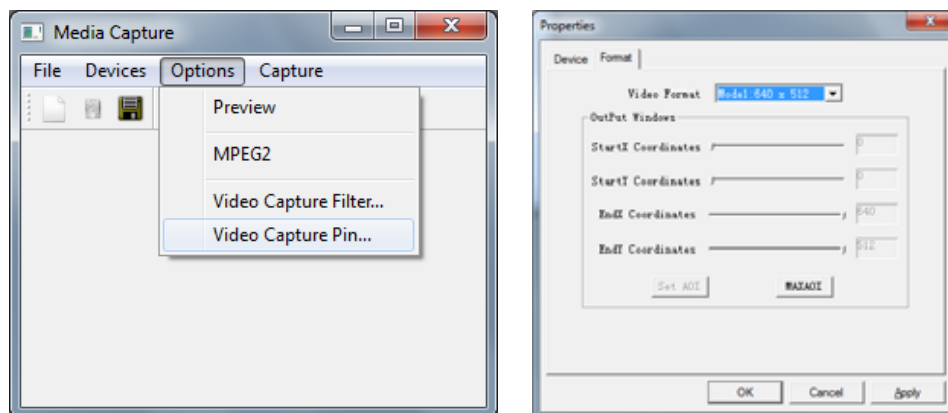 Media Capture
File Devices Options Capture
Preview
MPEG2
Video Capture Filter...
Video Capture Pin...
Properties
Device Format
Video Format Mode1:640 x 512
OutPut Windows
StartX Coordinates 0
StartY Coordinates 0
EndX Coordinates 640
EndY Coordinates 512
Set AOI MAXAOI
OK Cancel Apply